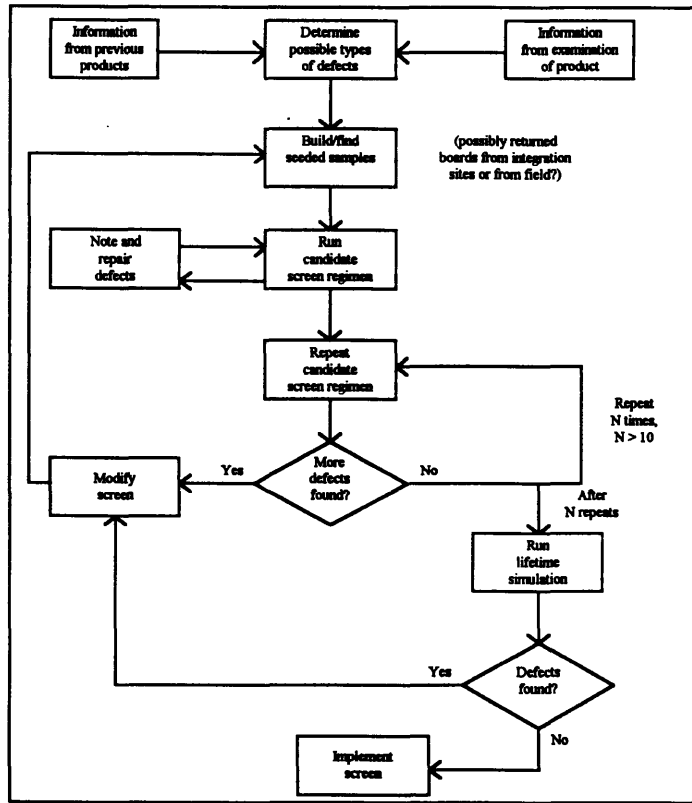 Information
from previous
products
Determine
possible types
of defects
Information
from examination
of product
Build/find
seeded samples
(possibly returned
boards from integration
sites or from field?)
Note and
repair
defects
Run
candidate
screen regimen
Repeat
candidate
screen regimen
Repeat
N times,
N > 10
Modify
screen
Yes
More
defects
found?
No
After
N repeats
Run
lifetime
simulation
Yes
Defects
found?
No
Implement
screen